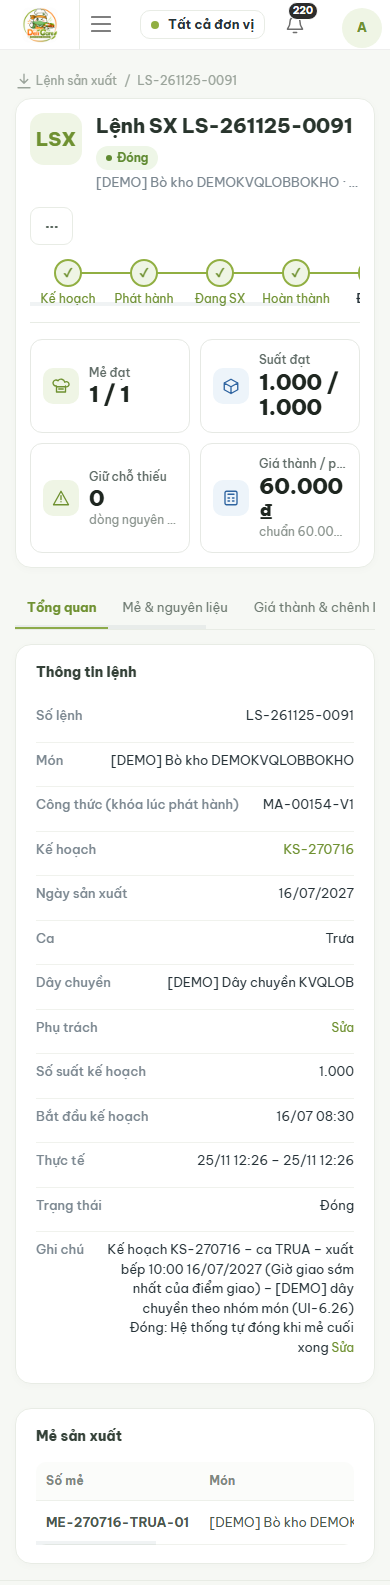 Tất cả đơn vị
220
A
Lệnh sản xuất / LS-261125-0091
LSX
Lệnh SX LS-261125-0091
Đóng
[DEMO] Bò kho DEMOKVQLOBBOKHO · ...
...
Kế hoạch
Phát hành
Đang SX
Hoàn thành
Mẻ đạt
1 / 1
Suất đạt
1.000 /
1.000
Giữ chỗ thiếu
0
dòng nguyên ...
Giá thành / p...
60.000
₫
chuẩn 60.00...
Tổng quan
Mẻ & nguyên liệu
Giá thành & chênh l
Thông tin lệnh
Số lệnh LS-261125-0091
Món [DEMO] Bò kho DEMOKVQLOBBOKHO
Công thức (khóa lúc phát hành) MA-00154-V1
Kế hoạch KS-270716
Ngày sản xuất 16/07/2027
Ca Trưa
Dây chuyền [DEMO] Dây chuyền KVQLOB
Phụ trách Sửa
Số suất kế hoạch 1.000
Bắt đầu kế hoạch 16/07 08:30
Thực tế 25/11 12:26 – 25/11 12:26
Trạng thái Đóng
Ghi chú Kế hoạch KS-270716 – ca TRUA – xuất
bếp 10:00 16/07/2027 (Giờ giao sớm
nhất của điểm giao) – [DEMO] dây
chuyền theo nhóm món (UI-6.26)
Đóng: Hệ thống tự đóng khi mẻ cuối
xong Sửa
Mẻ sản xuất
Số mẻ Món
ME-270716-TRUA-01 [DEMO] Bò kho DEMOK